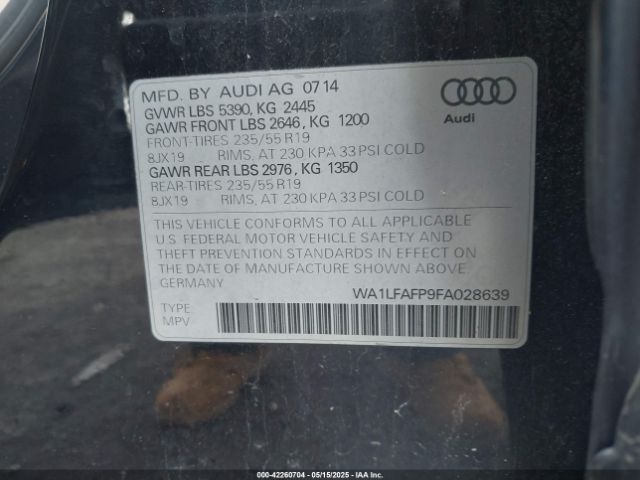 MFD. BY AUDI AG 0714
GVWR LBS 5390, KG 2445
GAWR FRONT LBS 2646, KG 1200
FRONT-TIRES 235/55 R19
8JX19 RIMS, AT 230 KPA 33 PSI COLD
GAWR REAR LBS 2976, KG 1350
REAR-TIRES 235/55 R19
8JX19 RIMS, AT 230 KPA 33 PSI COLD
Audi
THIS VEHICLE CONFORMS TO ALL APPLICABLE
U.S. FEDERAL MOTOR VEHICLE SAFETY AND
THEFT PREVENTION STANDARDS IN EFFECT ON
THE DATE OF MANUFACTURE SHOWN ABOVE.
GERMANY
WA1LFAFP9FA028639
TYPE:
MPV
000-42260704 - 05/15/2025 - IAA Inc.